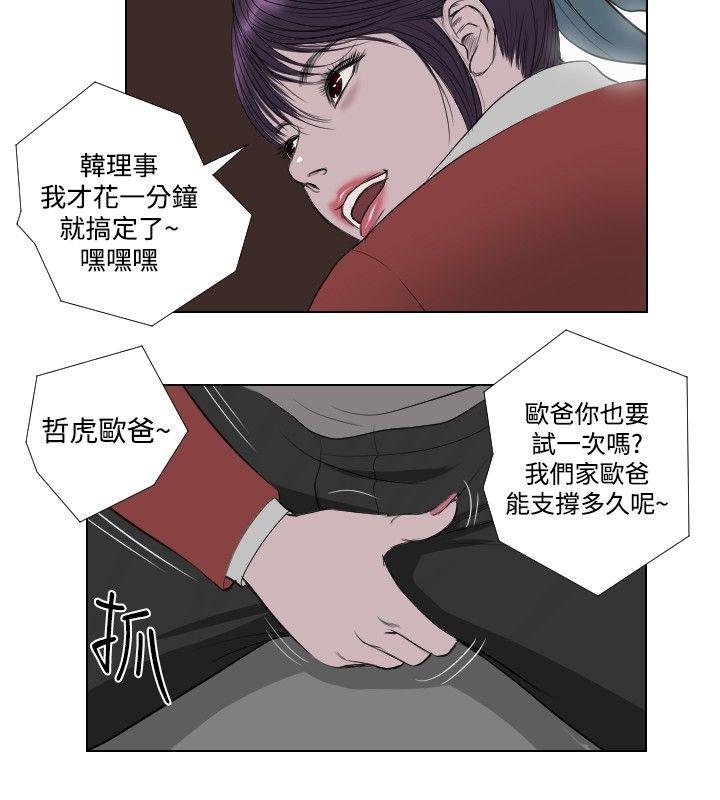 韓理事
我才花一分鐘
就搞定了~
嘿嘿嘿
哲虎歐爸~
歐爸你也要
試一次嗎?
我們家歐爸
能支撐多久呢~
抓